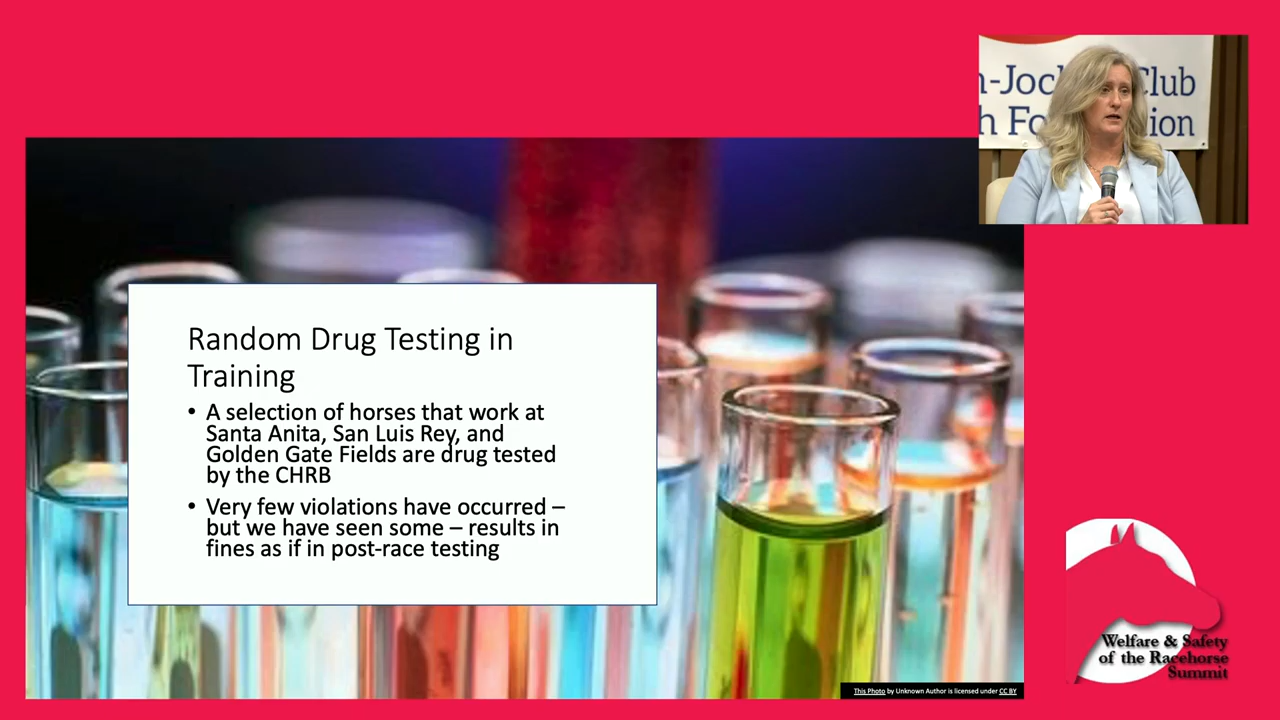 n-Joc Club
h Fo ion
Random Drug Testing in
Training
• A selection of horses that work at
Santa Anita, San Luis Rey, and
Golden Gate Fields are drug tested
by the CHRB
• Very few violations have occurred –
but we have seen some – results in
fines as if in post-race testing
This Photo by Unknown Author is licensed under CC BY
Welfare & Safety
of the Racehorse
Summit